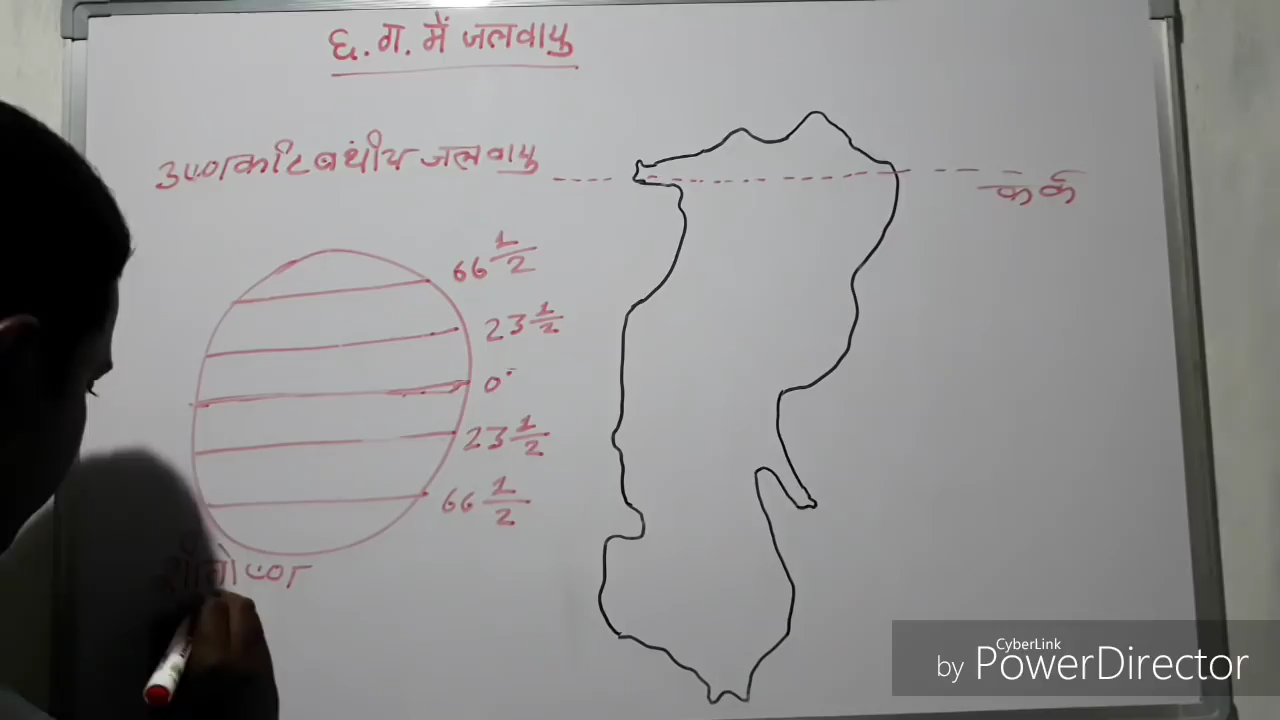 छ. ग. में जलवायु
उष्णकटिबंधीय जलवायु
कर्क
66 1/2
23 1/2
0°
23 1/2
66 1/2
शीतोष्ण
CyberLink
by PowerDirector